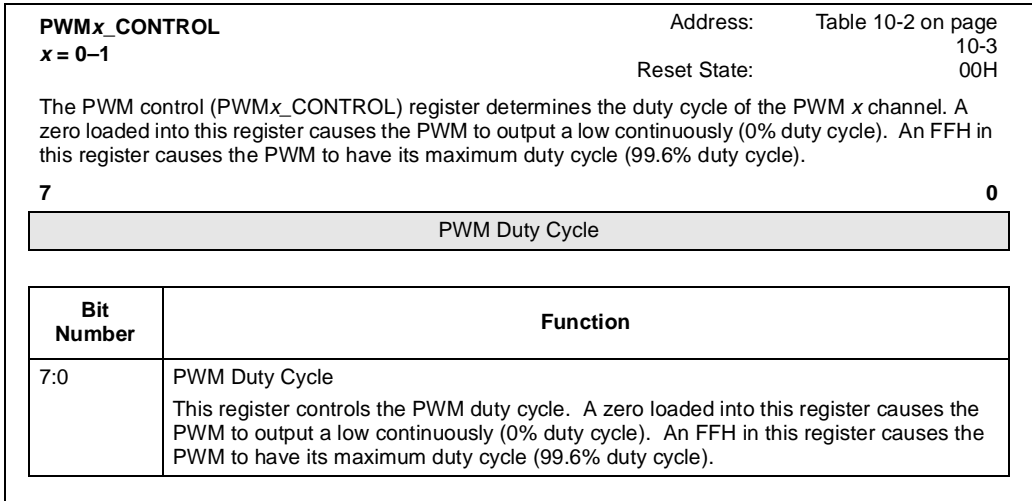 PWMx_CONTROL
x = 0–1
Address: Table 10-2 on page
10-3
Reset State: 00H
The PWM control (PWMx_CONTROL) register determines the duty cycle of the PWM x channel. A
zero loaded into this register causes the PWM to output a low continuously (0% duty cycle). An FFH in
this register causes the PWM to have its maximum duty cycle (99.6% duty cycle).
7 0
PWM Duty Cycle
Bit
Number
Function
7:0 PWM Duty Cycle
This register controls the PWM duty cycle. A zero loaded into this register causes the
PWM to output a low continuously (0% duty cycle). An FFH in this register causes the
PWM to have its maximum duty cycle (99.6% duty cycle).